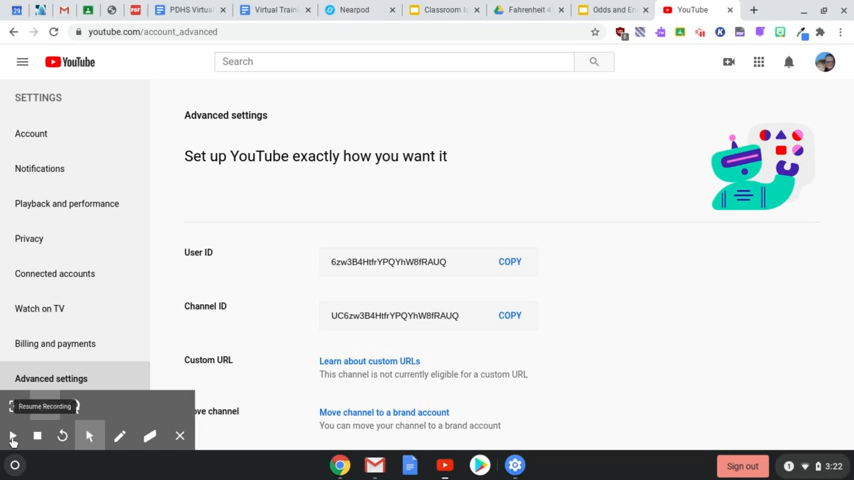 29
PDF
PDHS Virtua
Virtual Train
Nearpod
Classroom t
Fahrenheit 4
Odds and En
YouTube
youtube.com/account_advanced
YouTube
Search
SETTINGS
Account
Notifications
Playback and performance
Privacy
Connected accounts
Watch on TV
Billing and payments
Advanced settings
Advanced settings
Set up YouTube exactly how you want it
User ID
6zw3B4HtfrYPQYhW8fRAUQ
COPY
Channel ID
UC6zw3B4HtfrYPQYhW8fRAUQ
COPY
Custom URL
Learn about custom URLs
This channel is not currently eligible for a custom URL
ove channel
Move channel to a brand account
You can move your channel to a brand account
Resume Recording
Sign out
1
3:22